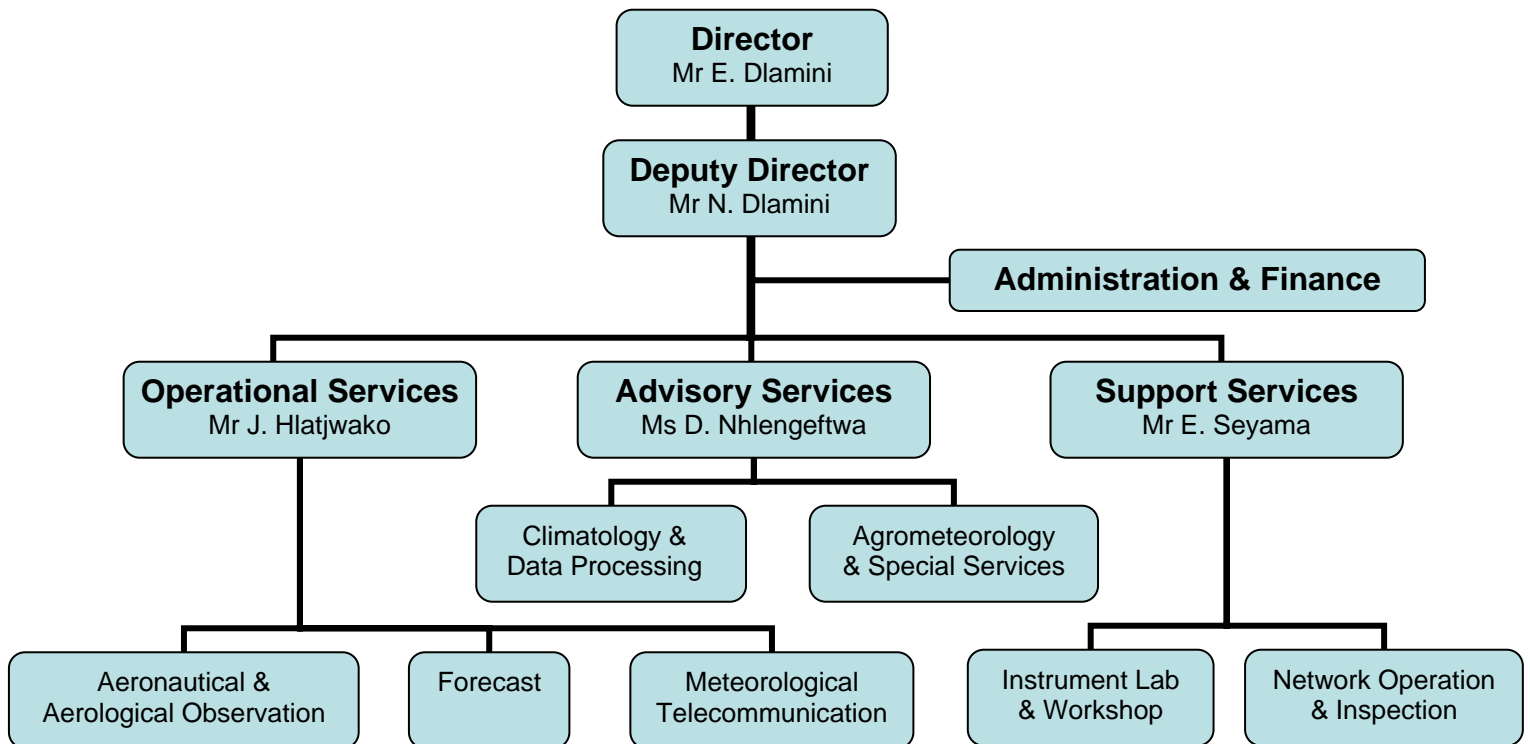 Director
Mr E. Dlamini
Deputy Director
Mr N. Dlamini
Administration & Finance
Operational Services
Mr J. Hlatjwako
Advisory Services
Ms D. Nhlengeftwa
Support Services
Mr E. Seyama
Climatology &
Data Processing
Agrometeorology
& Special Services
Aeronautical &
Aerological Observation
Forecast
Meteorological
Telecommunication
Instrument Lab
& Workshop
Network Operation
& Inspection